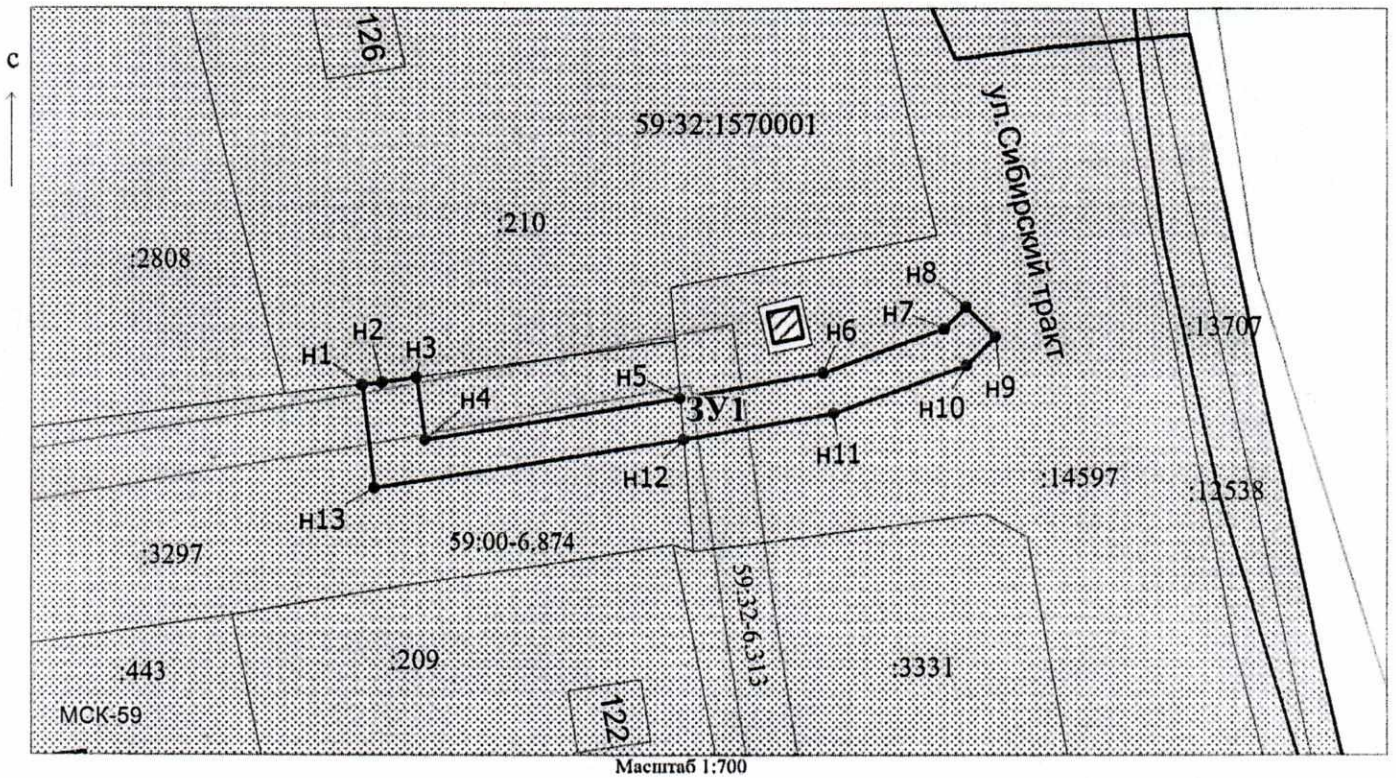 с
126
59:32:1570001
ул.Сибирский тракт
:210
:2808
н8
:13707
н7
н6
н1
н2
н3
н5
н9
н4
ЗУ1
н10
н11
н12
:14597
:12538
н13
59:00-6.874
:3297
59:32-6.313
:443
:209
:3331
122
МСК-59
Масштаб 1:700